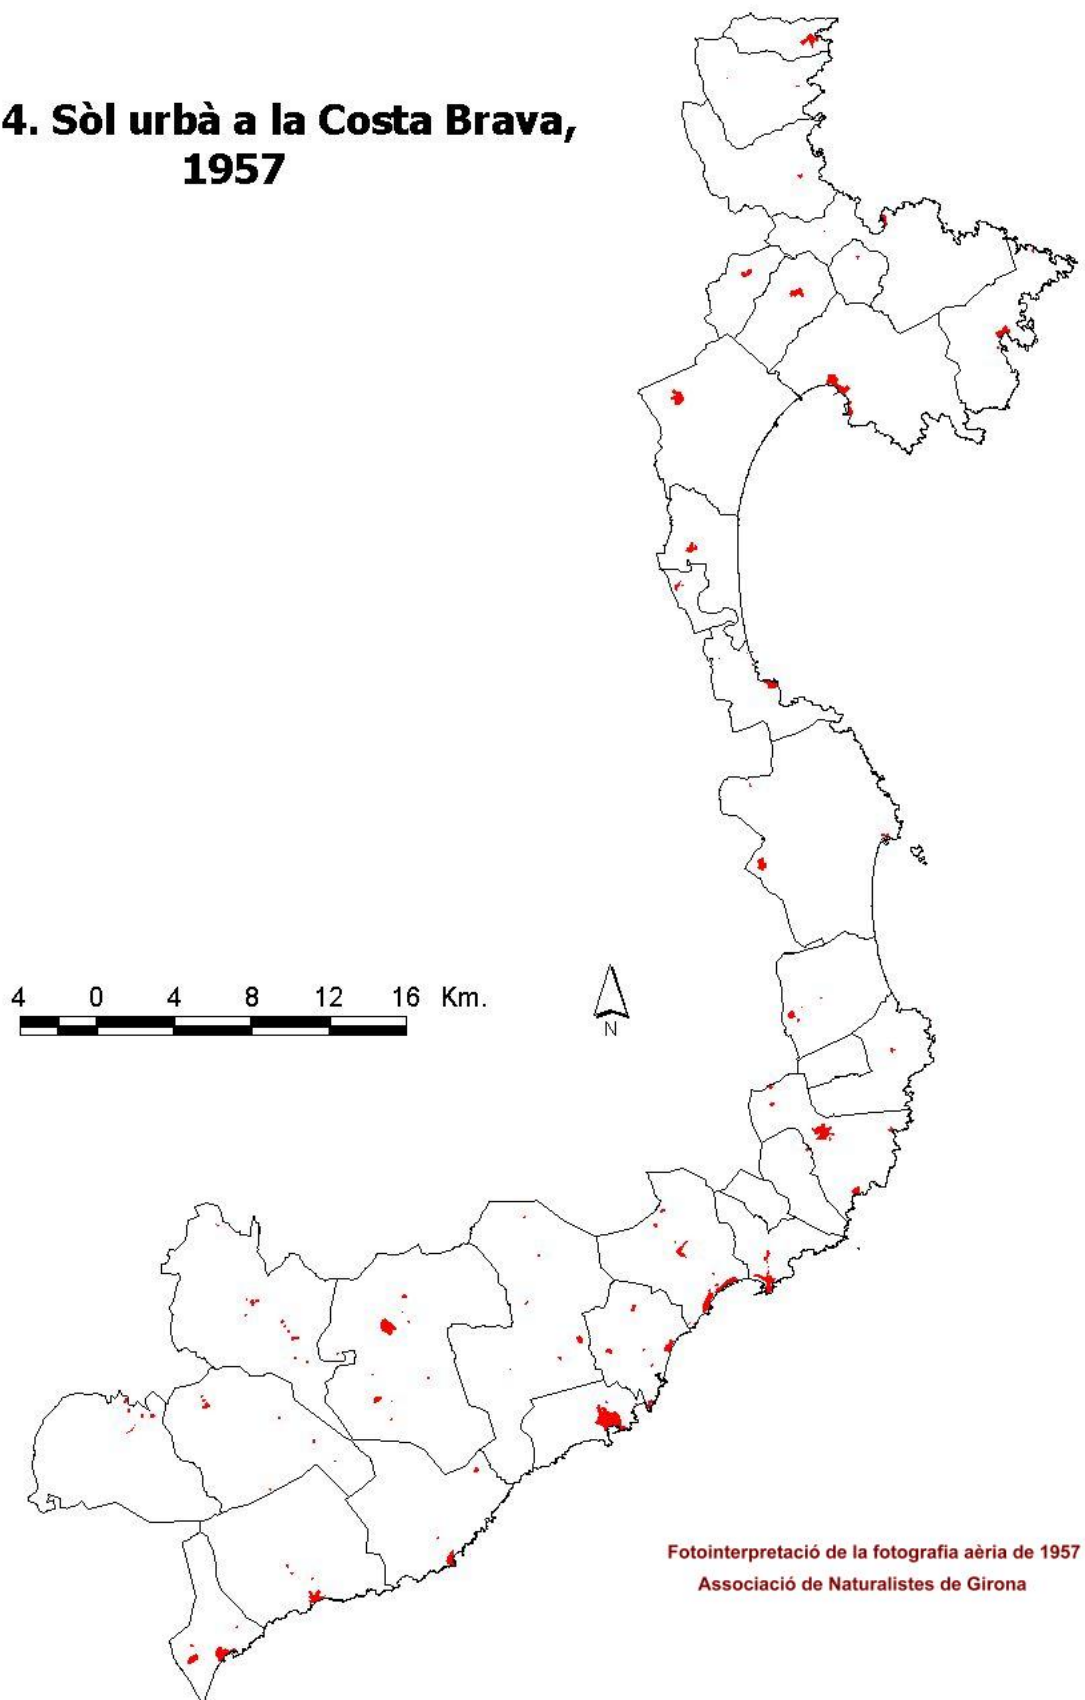 4. Sòl urbà a la Costa Brava,
1957
4 0 4 8 12 16 Km.
N
Fotointerpretació de la fotografia aèria de 1957
Associació de Naturalistes de Girona